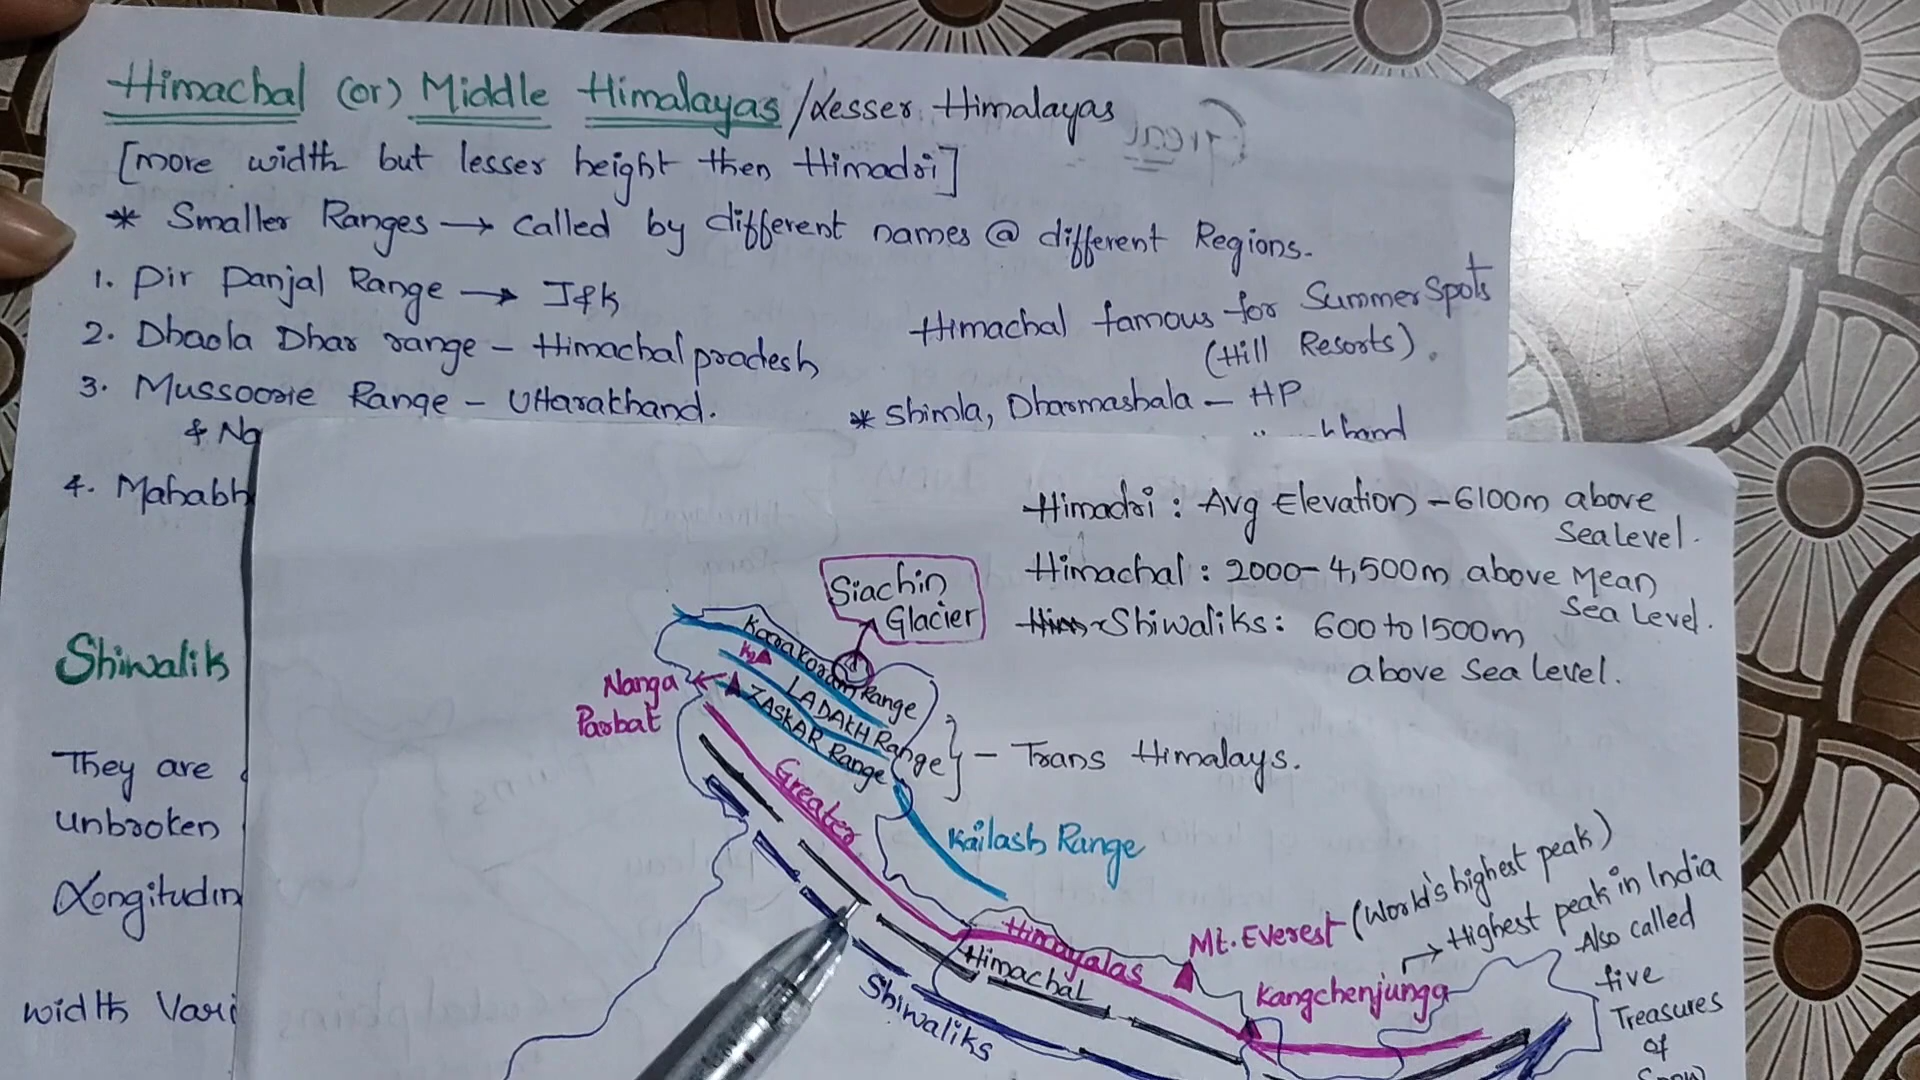 Himachal (or) Middle Himalayas / Lesser Himalayas
[more width but lesser height then Himadri]
* Smaller Ranges → called by different names @ different Regions.
1. Pir Panjal Range → J&K
2. Dhaola Dhar range - Himachal pradesh
3. Mussoorie Range - Uttarakhand.
& Na
4. Mahabh
Himachal famous for Summer Spots
(Hill Resorts).
* Shimla, Dharmashala - HP
khand
Shiwalik
They are
unbroken
Longitudin
width Vari
Himadri : Avg Elevation - 6100m above
Sea Level.
Himachal : 2000-4,500m above Mean
Sea Level.
Shiwaliks : 600 to 1500m
above Sea level.
Siachin
Glacier
Karakoram Range
K2
LADAKH Range
ZASKAR Range
Nanga
Parbat
- Trans Himalays.
Greater
Himayalas
Kailash Range
Himachal
Shiwaliks
Mt. Everest (World's highest peak)
Kangchenjunga
→ Highest peak in India
Also called
five
Treasures
of
Snow